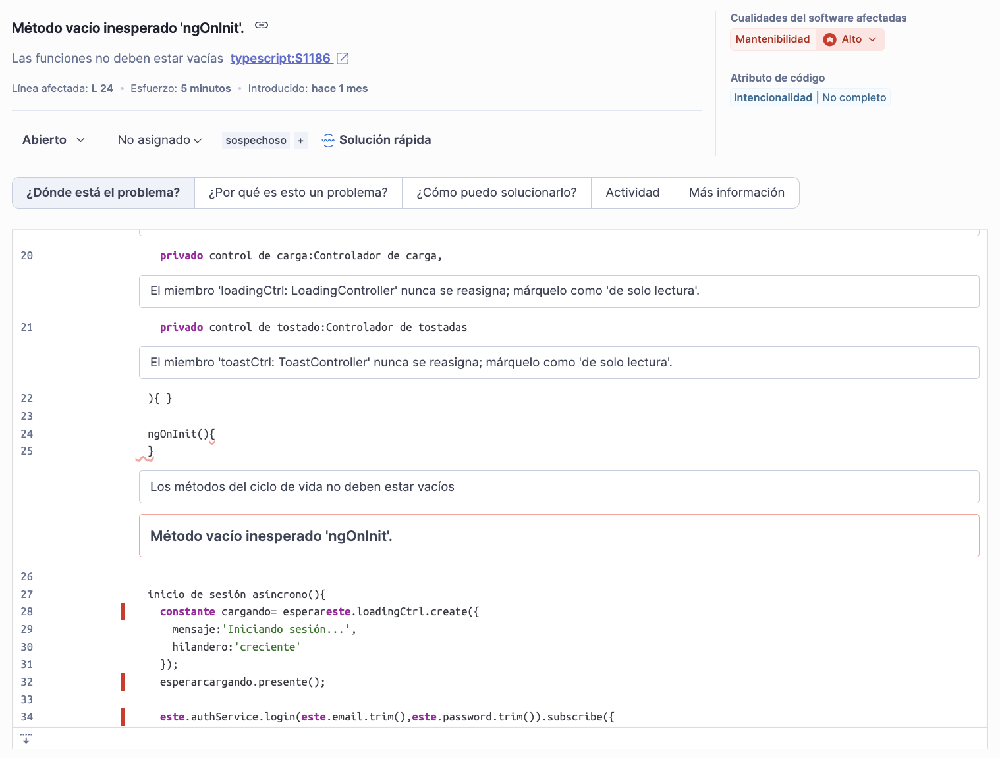 Método vacío inesperado 'ngOnInit'.
Las funciones no deben estar vacías typescript:S1186
Línea afectada: L 24 • Esfuerzo: 5 minutos • Introducido: hace 1 mes
Cualidades del software afectadas
Mantenibilidad Alto
Atributo de código
Intencionalidad | No completo
Abierto No asignado sospechoso + Solución rápida
¿Dónde está el problema? ¿Por qué es esto un problema? ¿Cómo puedo solucionarlo? Actividad Más información
20 privado control de carga:Controlador de carga,
El miembro 'loadingCtrl: LoadingController' nunca se reasigna; márquelo como 'de solo lectura'.
21 privado control de tostado:Controlador de tostadas
El miembro 'toastCtrl: ToastController' nunca se reasigna; márquelo como 'de solo lectura'.
22 ){ }
23
24 ngOnInit(){
25 }
Los métodos del ciclo de vida no deben estar vacíos
Método vacío inesperado 'ngOnInit'.
26
27 inicio de sesión asíncrono(){
28 constante cargando= esperareste.loadingCtrl.create({
29 mensaje:'Iniciando sesión...',
30 hilandero:'creciente'
31 });
32 esperarcargando.presente();
33
34 este.authService.login(este.email.trim(),este.password.trim()).subscribe({